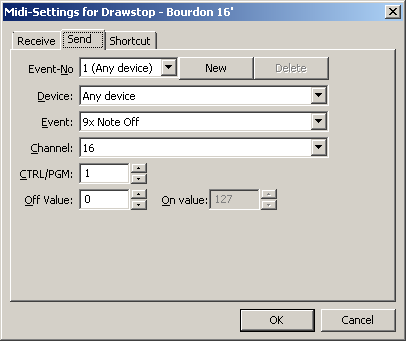 Midi-Settings for Drawstop - Bourdon 16'
Receive Send Shortcut
Event-No 1 (Any device) New Delete
Device: Any device
Event: 9x Note Off
Channel: 16
CTRL/PGM: 1
Off Value: 0 On value: 127
OK Cancel